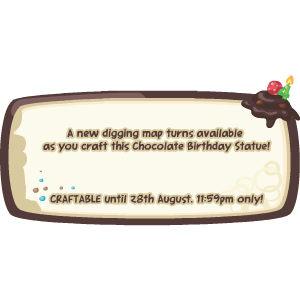 A new digging map turns available
as you craft this Chocolate Birthday Statue!
CRAFTABLE until 28th August, 11:59pm only!